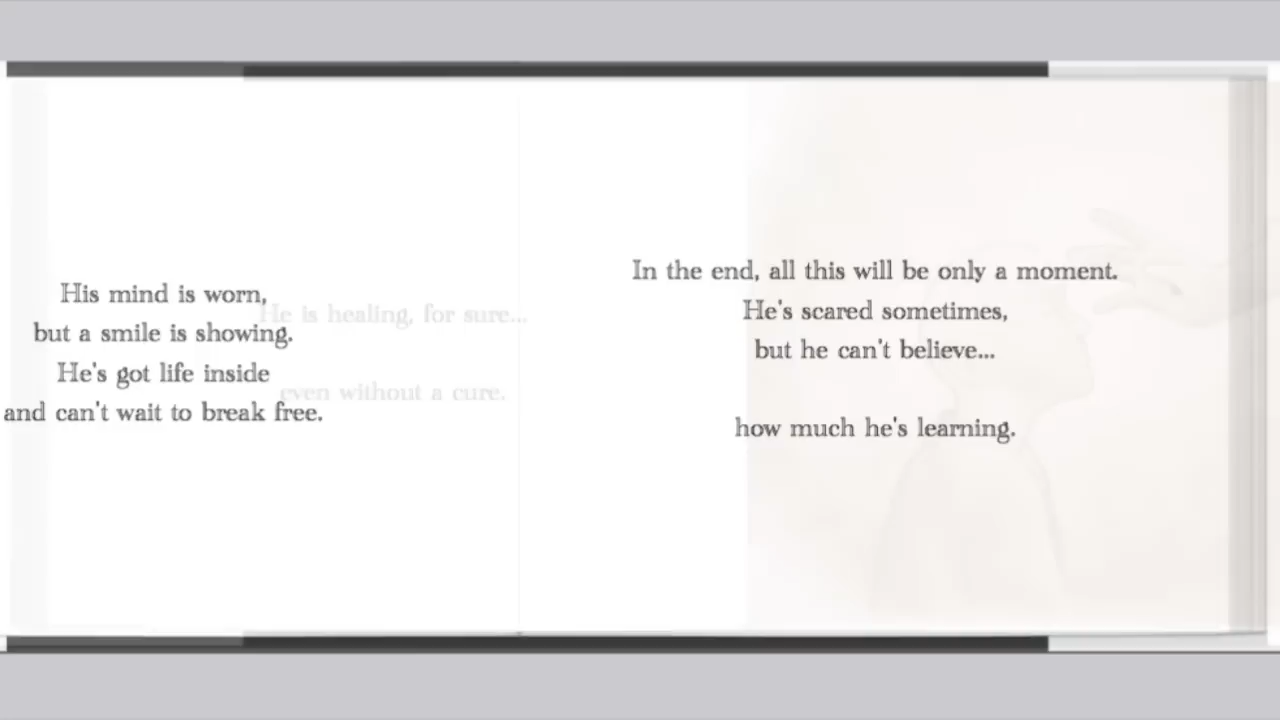 His mind is worn,
but a smile is showing.
He's got life inside
and can't wait to break free.
He is healing, for sure...
even without a cure.
In the end, all this will be only a moment.
He's scared sometimes,
but he can't believe...
how much he's learning.